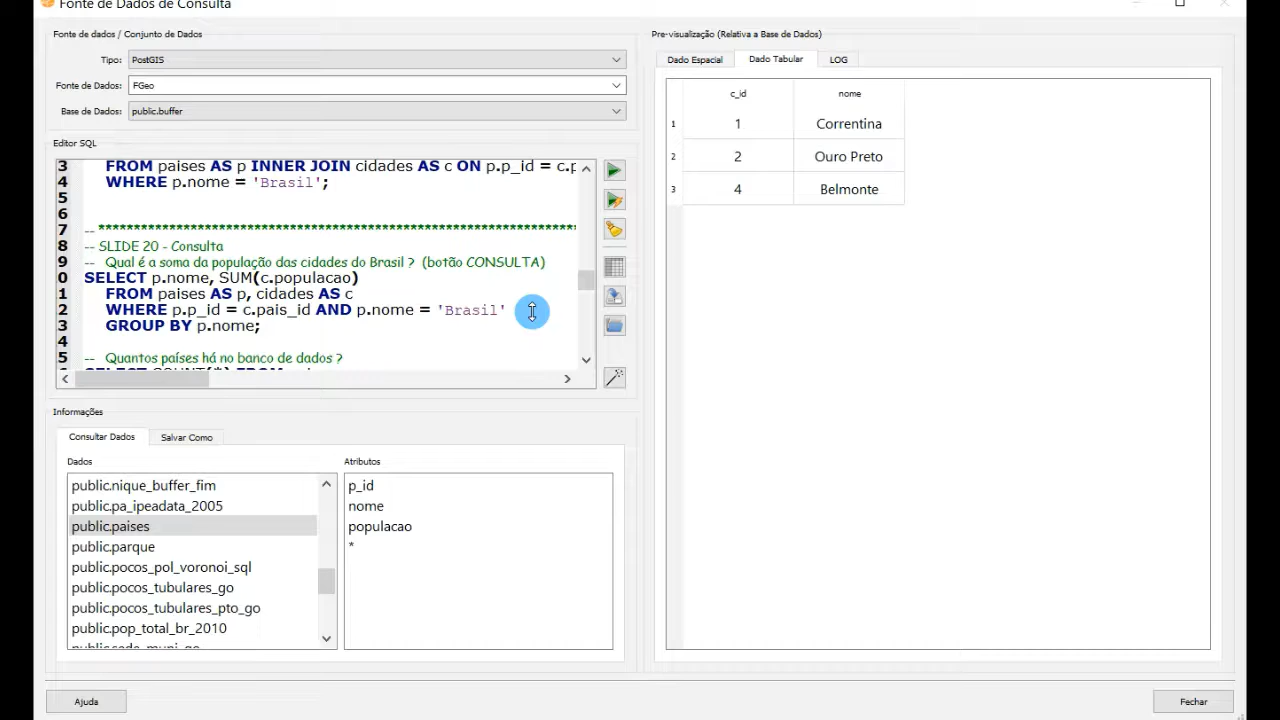 Fonte de Dados de Consulta
Fonte de dados / Conjunto de Dados
Tipo: PostGIS
Fonte de Dados: FGeo
Base de Dados: public.buffer
Editor SQL
3 FROM paises AS p INNER JOIN cidades AS c ON p.p_id = c.p
4 WHERE p.nome = 'Brasil';
5
6
7 -- ********************************************************************
8 -- SLIDE 20 - Consulta
9 -- Qual é a soma da população das cidades do Brasil ? (botão CONSULTA)
0 SELECT p.nome, SUM(c.populacao)
1 FROM paises AS p, cidades AS c
2 WHERE p.p_id = c.pais_id AND p.nome = 'Brasil'
3 GROUP BY p.nome;
4
5 -- Quantos países há no banco de dados ?
SELECT COUNT(*) FROM
Informações
Consultar Dados Salvar Como
Dados Atributos
public.nique_buffer_fim
public.pa_ipeadata_2005
public.paises
public.parque
public.pocos_pol_voronoi_sql
public.pocos_tubulares_go
public.pocos_tubulares_pto_go
public.pop_total_br_2010
public.sede_muni_go
p_id
nome
populacao
*
Pre-visualização (Relativa a Base de Dados)
Dado Espacial Dado Tabular LOG
c_id nome
1 1 Correntina
2 2 Ouro Preto
3 4 Belmonte
Ajuda Fechar